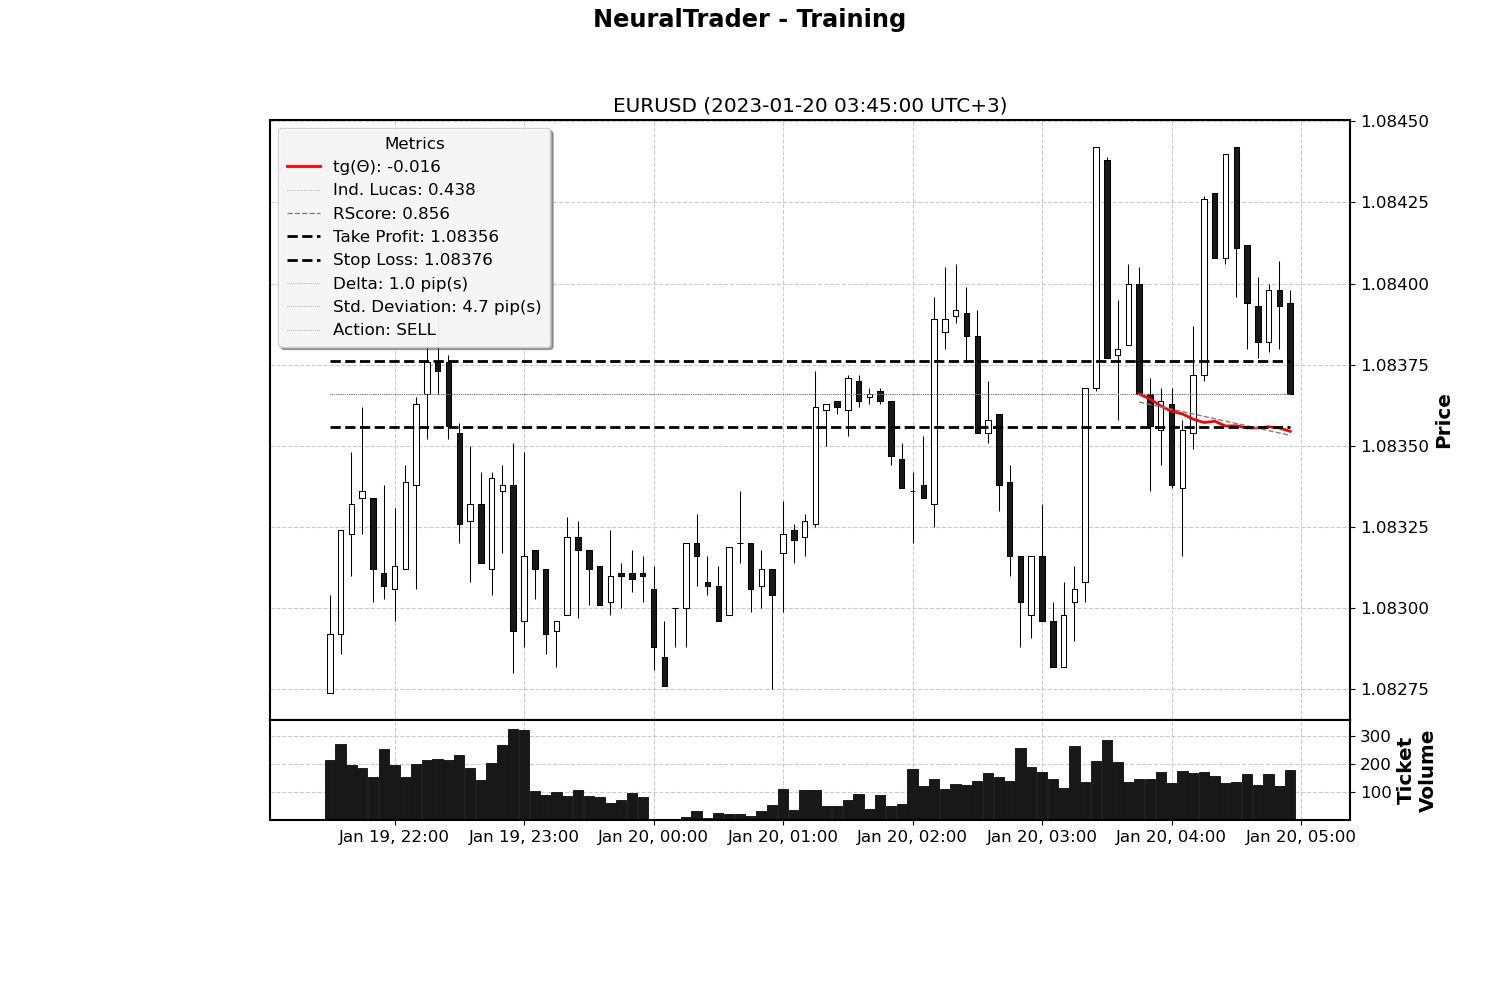 NeuralTrader - Training
EURUSD (2023-01-20 03:45:00 UTC+3)
Metrics
tg(Θ): -0.016
Ind. Lucas: 0.438
RScore: 0.856
Take Profit: 1.08356
Stop Loss: 1.08376
Delta: 1.0 pip(s)
Std. Deviation: 4.7 pip(s)
Action: SELL
1.08450
1.08425
1.08400
1.08375
1.08350
1.08325
1.08300
1.08275
Price
300
200
100
Ticket
Volume
Jan 19, 22:00
Jan 19, 23:00
Jan 20, 00:00
Jan 20, 01:00
Jan 20, 02:00
Jan 20, 03:00
Jan 20, 04:00
Jan 20, 05:00